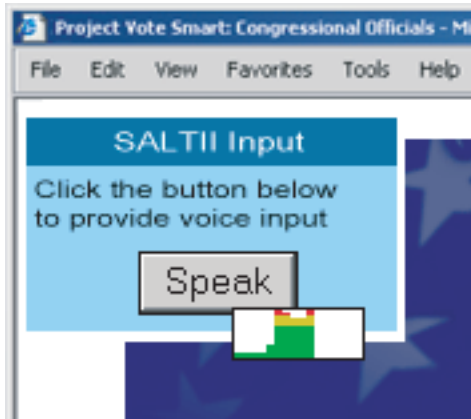 Project Vote Smart: Congressional Officials - Mi
File Edit View Favorites Tools Help
SALTII Input
Click the button below
to provide voice input
Speak